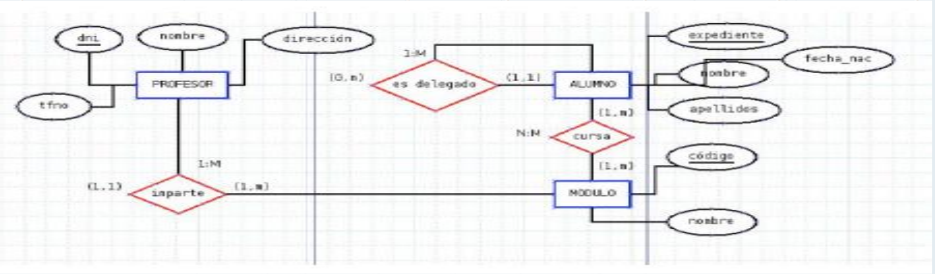 dni
nombre
dirección
tfno
PROFESOR
1:M
(1,1)
imparte
(1,m)
1:M
(0,m)
es delegado
(1,1)
ALUMNO
expediente
nombre
fecha_nac
apellidos
(1,m)
N:M
cursa
(1,m)
MODULO
código
nombre